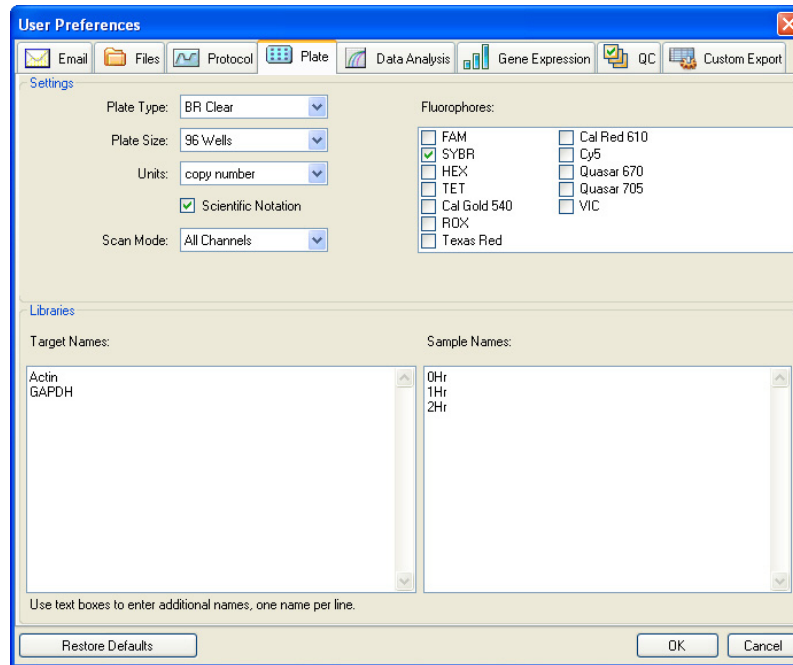 User Preferences
Email Files Protocol Plate Data Analysis Gene Expression QC Custom Export
Settings
Plate Type: BR Clear
Plate Size: 96 Wells
Units: copy number
Scientific Notation
Scan Mode: All Channels
Fluorophores:
FAM
SYBR
HEX
TET
Cal Gold 540
ROX
Texas Red
Cal Red 610
Cy5
Quasar 670
Quasar 705
VIC
Libraries
Target Names:
Actin
GAPDH
Sample Names:
0Hr
1Hr
2Hr
Use text boxes to enter additional names, one name per line.
Restore Defaults OK Cancel